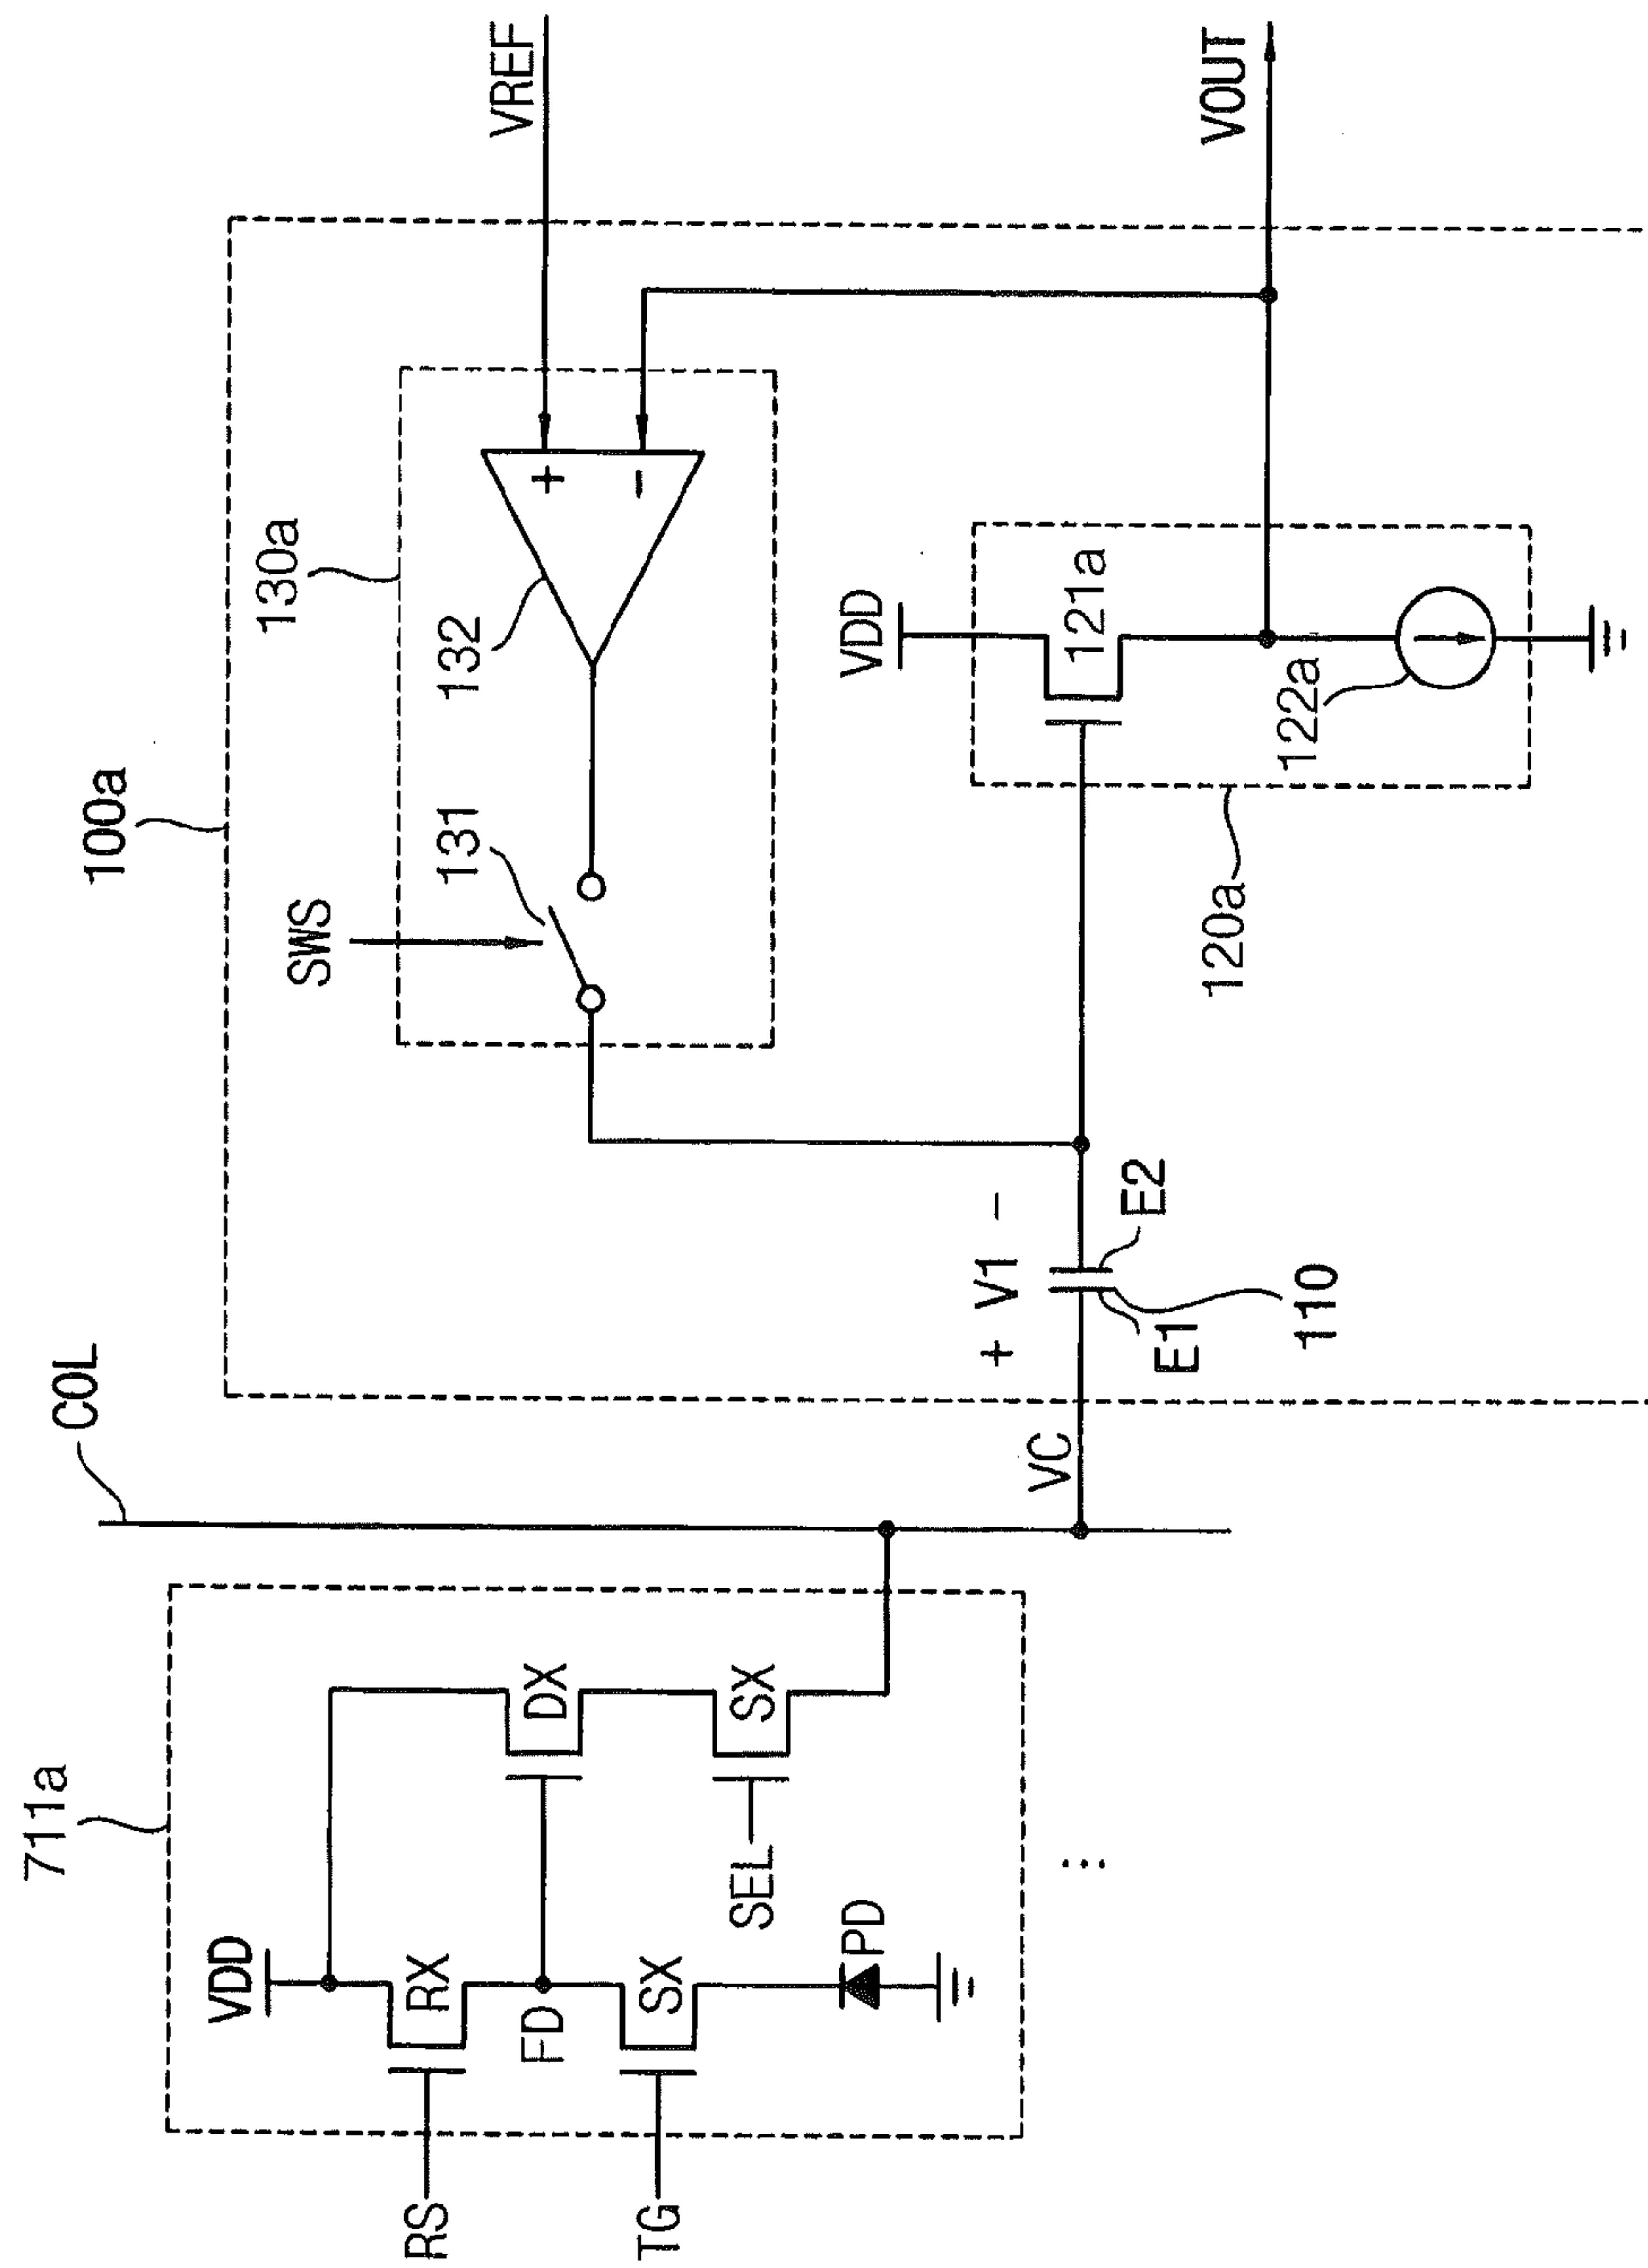 711a
COL
100a
VDD
RX
DX
RS
FD
SX
TG
SEL
SX
PD
VC
+ V1 -
E1
E2
110
SWS
131
132
130a
+
-
VREF
VDD
121a
122a
120a
VOUT